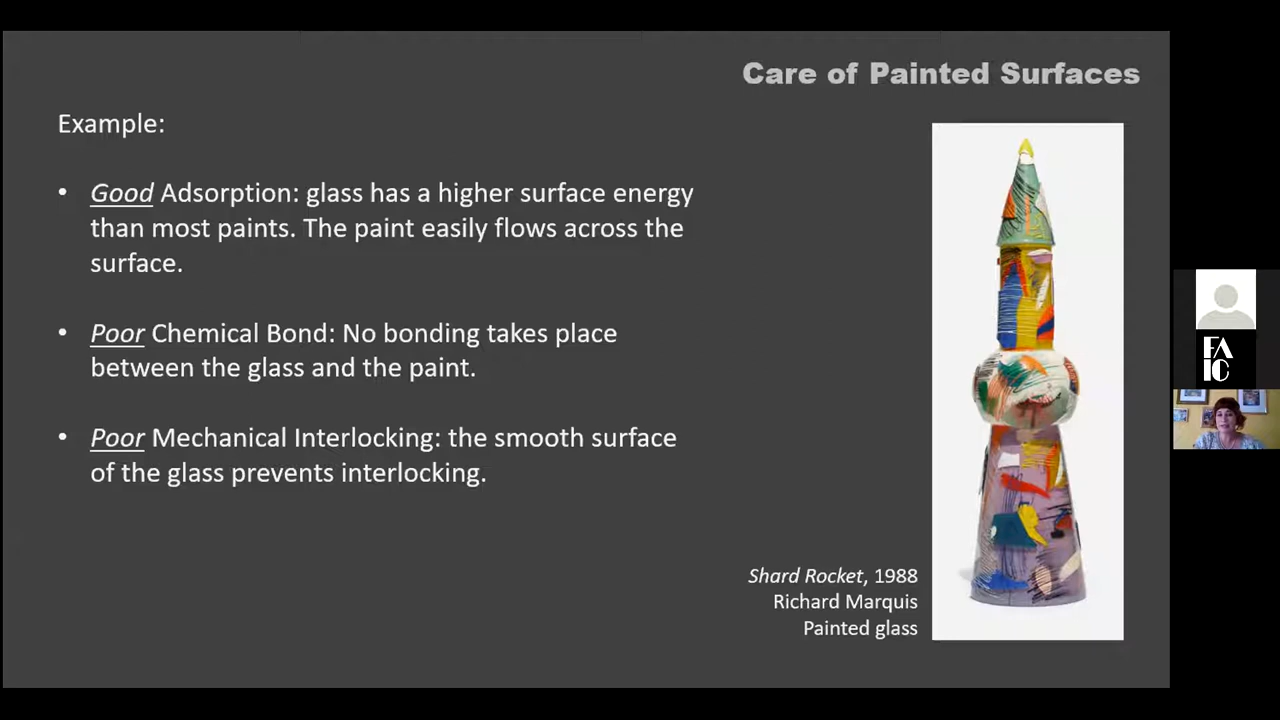 Care of Painted Surfaces
Example:
• Good Adsorption: glass has a higher surface energy
than most paints. The paint easily flows across the
surface.
• Poor Chemical Bond: No bonding takes place
between the glass and the paint.
• Poor Mechanical Interlocking: the smooth surface
of the glass prevents interlocking.
Shard Rocket, 1988
Richard Marquis
Painted glass
FA
IC